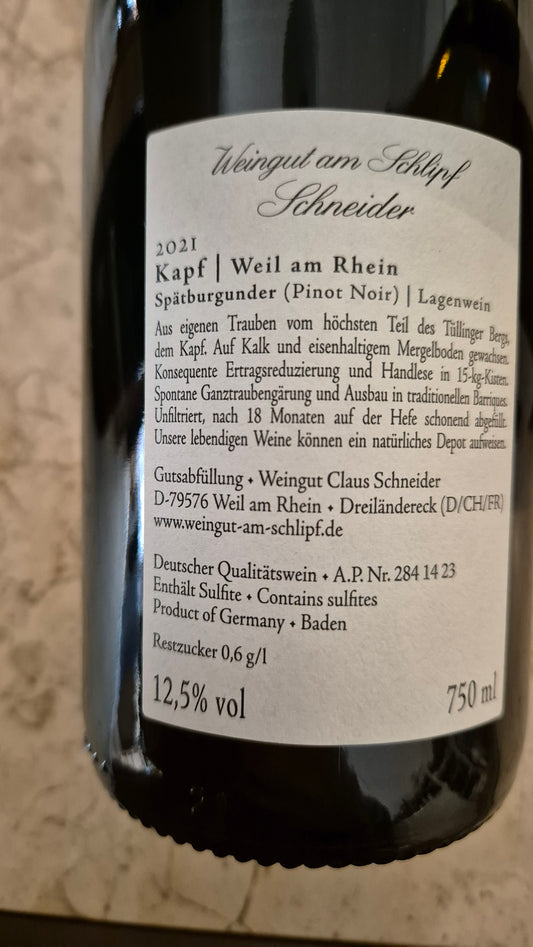 Weingut am Schlipf
Schneider
2021
Kapf | Weil am Rhein
Spätburgunder (Pinot Noir) | Lagenwein
Aus eigenen Trauben vom höchsten Teil des Tüllinger Bergs,
dem Kapf. Auf Kalk und eisenhaltigem Mergelboden gewachsen.
Konsequente Ertragsreduzierung und Handlese in 15-kg-Kisten.
Spontane Ganztraubengärung und Ausbau in traditionellen Barriques.
Unfiltriert, nach 18 Monaten auf der Hefe schonend abgefüllt.
Unsere lebendigen Weine können ein natürliches Depot aufweisen.
Gutsabfüllung ⬩ Weingut Claus Schneider
D-79576 Weil am Rhein ⬩ Dreiländereck (D/CH/FR)
www.weingut-am-schlipf.de
Deutscher Qualitätswein ⬩ A.P. Nr. 284 14 23
Enthält Sulfite ⬩ Contains sulfites
Product of Germany ⬩ Baden
Restzucker 0,6 g/l
12,5% vol 750 ml